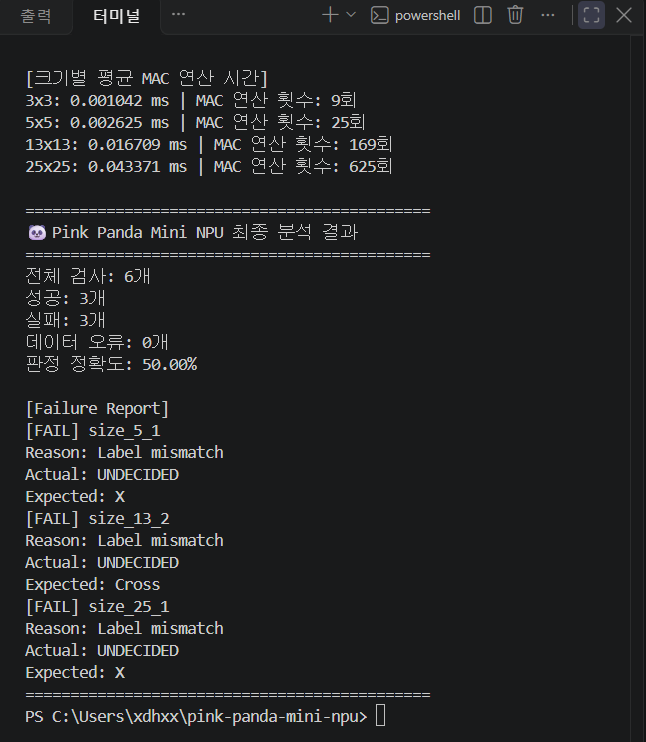 출력 터미널 ··· powershell ···
[크기별 평균 MAC 연산 시간]
3x3: 0.001042 ms | MAC 연산 횟수: 9회
5x5: 0.002625 ms | MAC 연산 횟수: 25회
13x13: 0.016709 ms | MAC 연산 횟수: 169회
25x25: 0.043371 ms | MAC 연산 횟수: 625회
=============================================
🐼 Pink Panda Mini NPU 최종 분석 결과
=============================================
전체 검사: 6개
성공: 3개
실패: 3개
데이터 오류: 0개
판정 정확도: 50.00%
[Failure Report]
[FAIL] size_5_1
Reason: Label mismatch
Actual: UNDECIDED
Expected: X
[FAIL] size_13_2
Reason: Label mismatch
Actual: UNDECIDED
Expected: Cross
[FAIL] size_25_1
Reason: Label mismatch
Actual: UNDECIDED
Expected: X
=============================================
PS C:\Users\xdhxx\pink-panda-mini-npu>